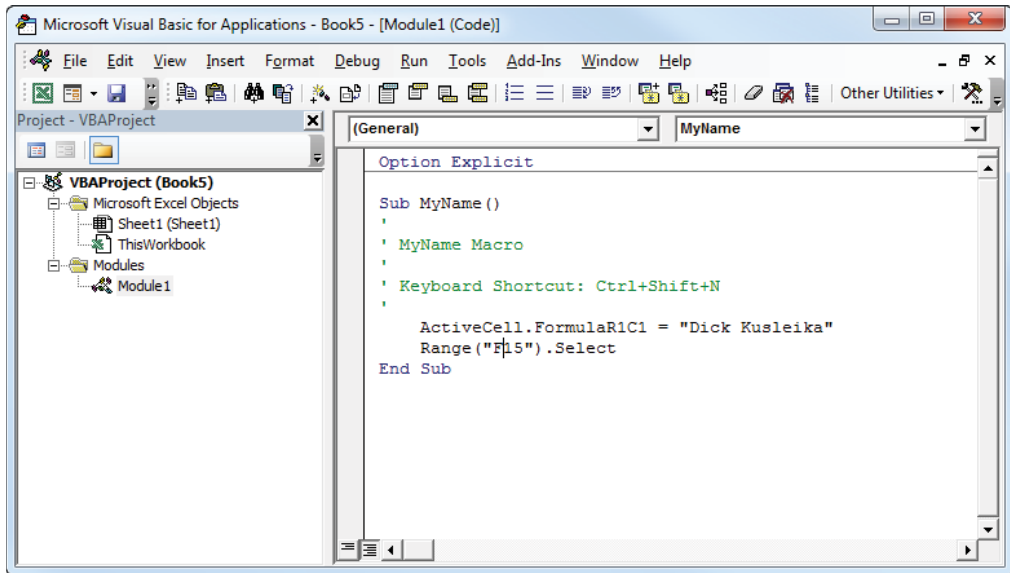 Microsoft Visual Basic for Applications - Book5 - [Module1 (Code)]
File Edit View Insert Format Debug Run Tools Add-Ins Window Help
Other Utilities
Project - VBAProject
(General) MyName
VBAProject (Book5)
Microsoft Excel Objects
Sheet1 (Sheet1)
ThisWorkbook
Modules
Module1
Option Explicit
Sub MyName()
'
' MyName Macro
'
' Keyboard Shortcut: Ctrl+Shift+N
'
ActiveCell.FormulaR1C1 = "Dick Kusleika"
Range("F15").Select
End Sub